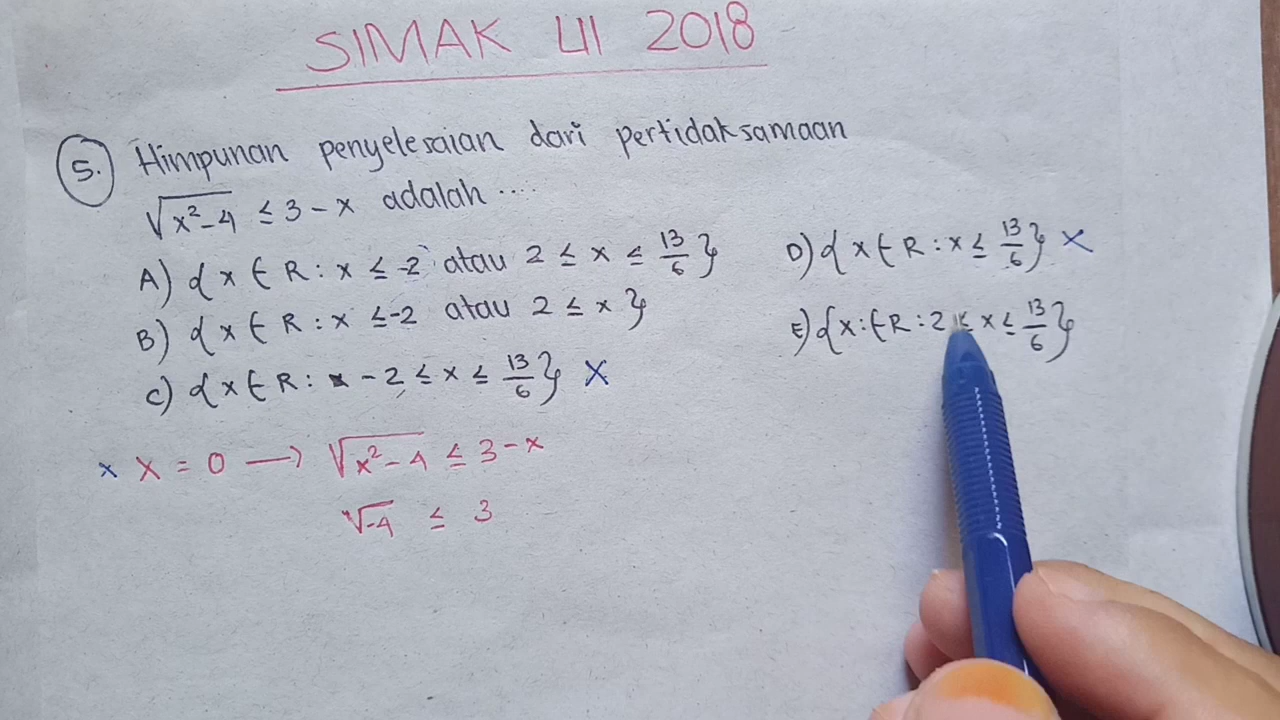 SIMAK UI 2018
5. Himpunan penyelesaian dari pertidaksamaan
√x²-4 ≤ 3 - x adalah ....
A) {x ∈ R : x ≤ -2 atau 2 ≤ x ≤ 13/6}
B) {x ∈ R : x ≤ -2 atau 2 ≤ x}
C) {x ∈ R : -2 ≤ x ≤ 13/6} X
D) {x ∈ R : x ≤ 13/6} X
E) {x : ∈ R : 2 ≤ x ≤ 13/6}
x X = 0 → √x²-4 ≤ 3 - x
√-4 ≤ 3